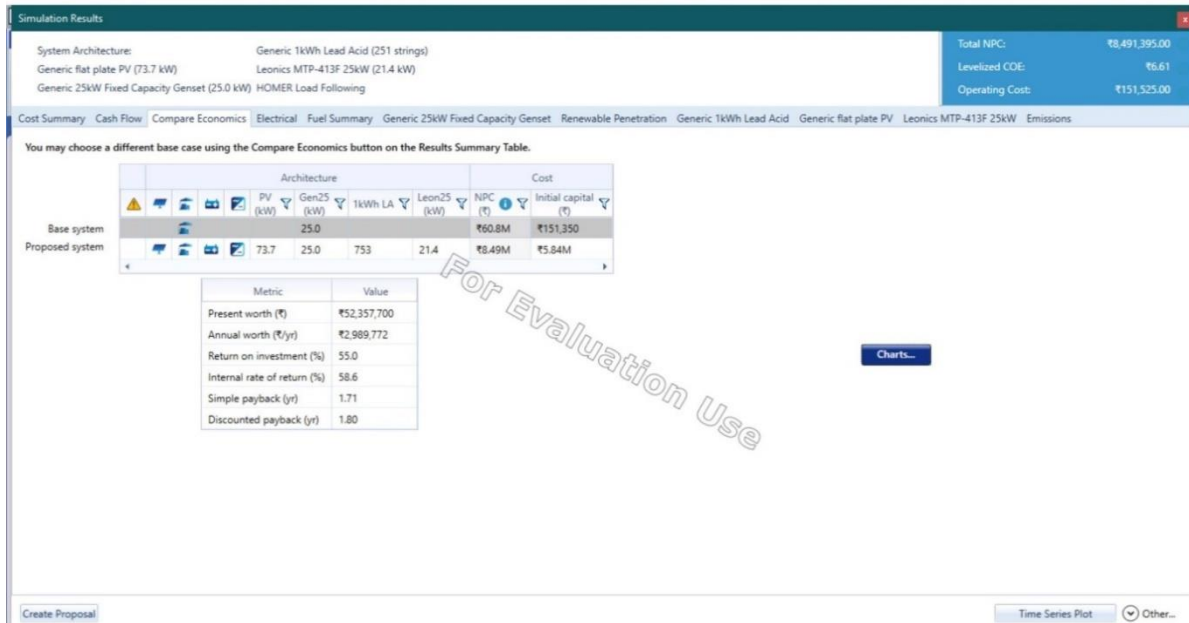 Simulation Results
x
System Architecture:
Generic flat plate PV (73.7 kW)
Generic 25kW Fixed Capacity Genset (25.0 kW)
Generic 1kWh Lead Acid (251 strings)
Leonics MTP-413F 25kW (21.4 kW)
HOMER Load Following
Total NPC: ₹8,491,395.00
Levelized COE: ₹6.61
Operating Cost: ₹151,525.00
Cost Summary Cash Flow Compare Economics Electrical Fuel Summary Generic 25kW Fixed Capacity Genset Renewable Penetration Generic 1kWh Lead Acid Generic flat plate PV Leonics MTP-413F 25kW Emissions
You may choose a different base case using the Compare Economics button on the Results Summary Table.
Architecture Cost
PV (kW) Gen25 (kW) 1kWh LA Leon25 (kW) NPC (₹) Initial capital (₹)
Base system 25.0 ₹60.8M ₹151,350
Proposed system 73.7 25.0 753 21.4 ₹8.49M ₹5.84M
Metric Value
Present worth (₹) ₹52,357,700
Annual worth (₹/yr) ₹2,989,772
Return on investment (%) 55.0
Internal rate of return (%) 58.6
Simple payback (yr) 1.71
Discounted payback (yr) 1.80
For Evaluation Use
Charts...
Create Proposal
Time Series Plot
Other...